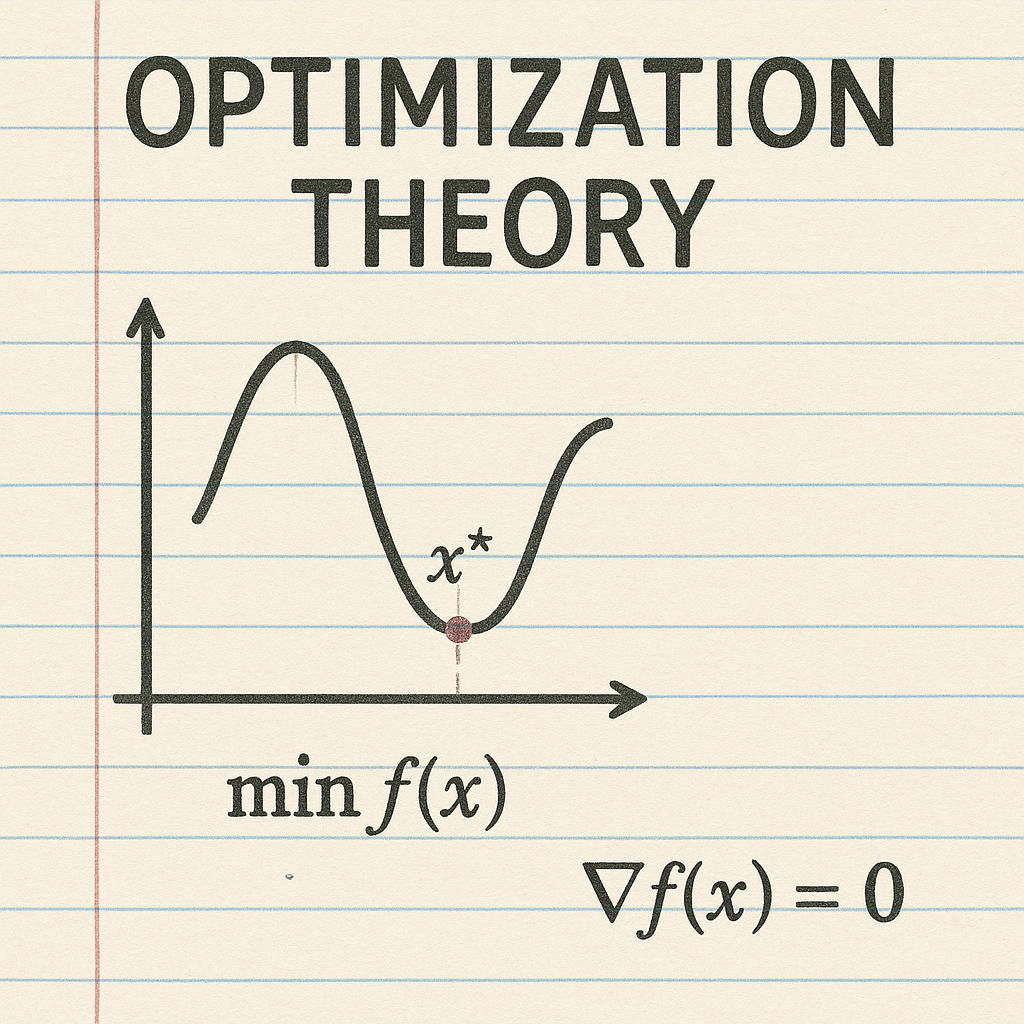 OPTIMIZATION
THEORY
x*
min f(x)
∇f(x) = 0